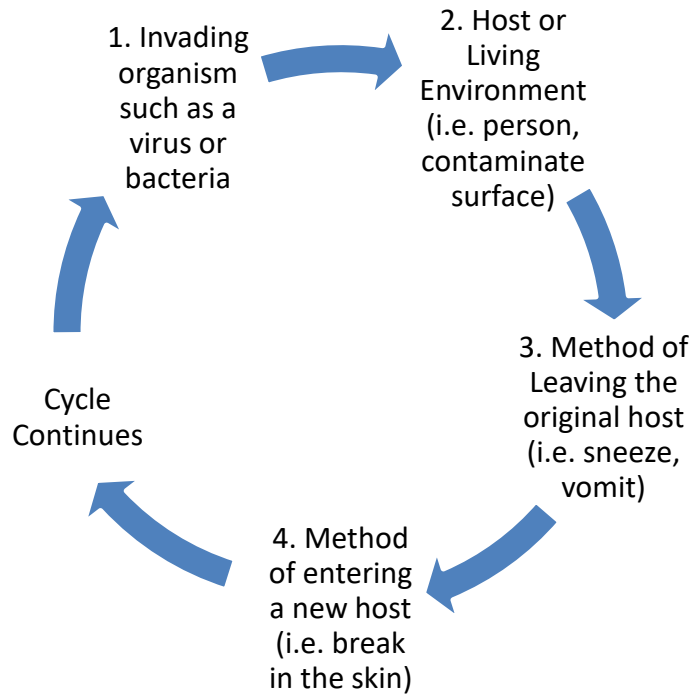 1. Invading
organism
such as a
virus or
bacteria
2. Host or
Living
Environment
(i.e. person,
contaminate
surface)
3. Method of
Leaving the
original host
(i.e. sneeze,
vomit)
4. Method
of entering
a new host
(i.e. break
in the skin)
Cycle
Continues